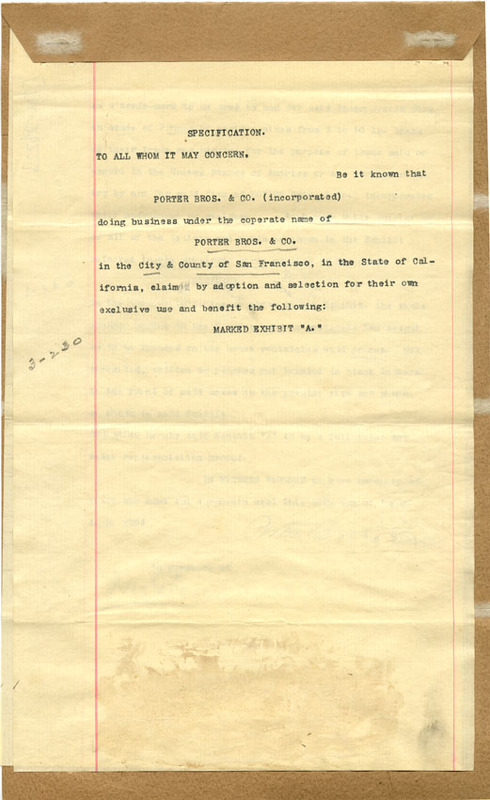 SPECIFICATION.
TO ALL WHOM IT MAY CONCERN.
Be it known that
PORTER BROS. & CO. (incorporated)
doing business under the coperate name of
PORTER BROS. & CO.
in the City & County of San Francisco, in the State of Cal-
ifornia, claim by adoption and selection for their own
exclusive use and benefit the following:
MARKED EXHIBIT "A."
3-230